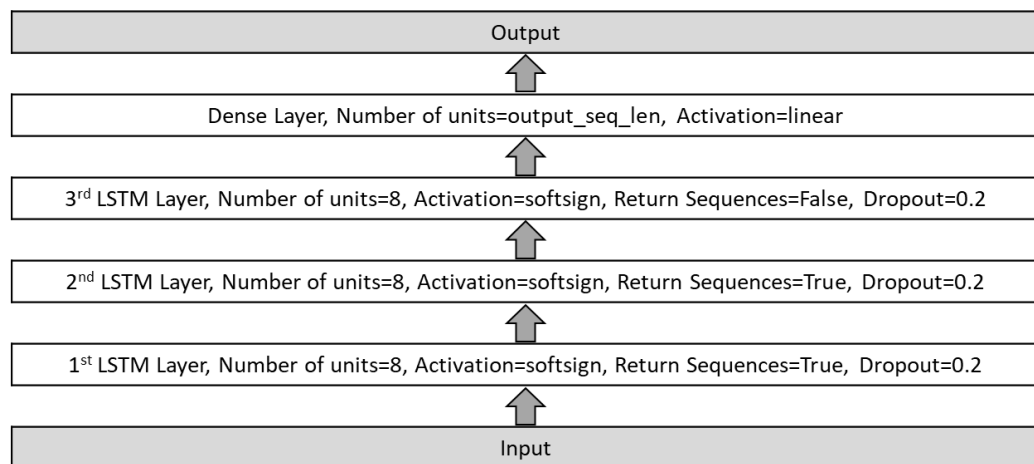 Output
Dense Layer, Number of units=output_seq_len, Activation=linear
3rd LSTM Layer, Number of units=8, Activation=softsign, Return Sequences=False, Dropout=0.2
2nd LSTM Layer, Number of units=8, Activation=softsign, Return Sequences=True, Dropout=0.2
1st LSTM Layer, Number of units=8, Activation=softsign, Return Sequences=True, Dropout=0.2
Input